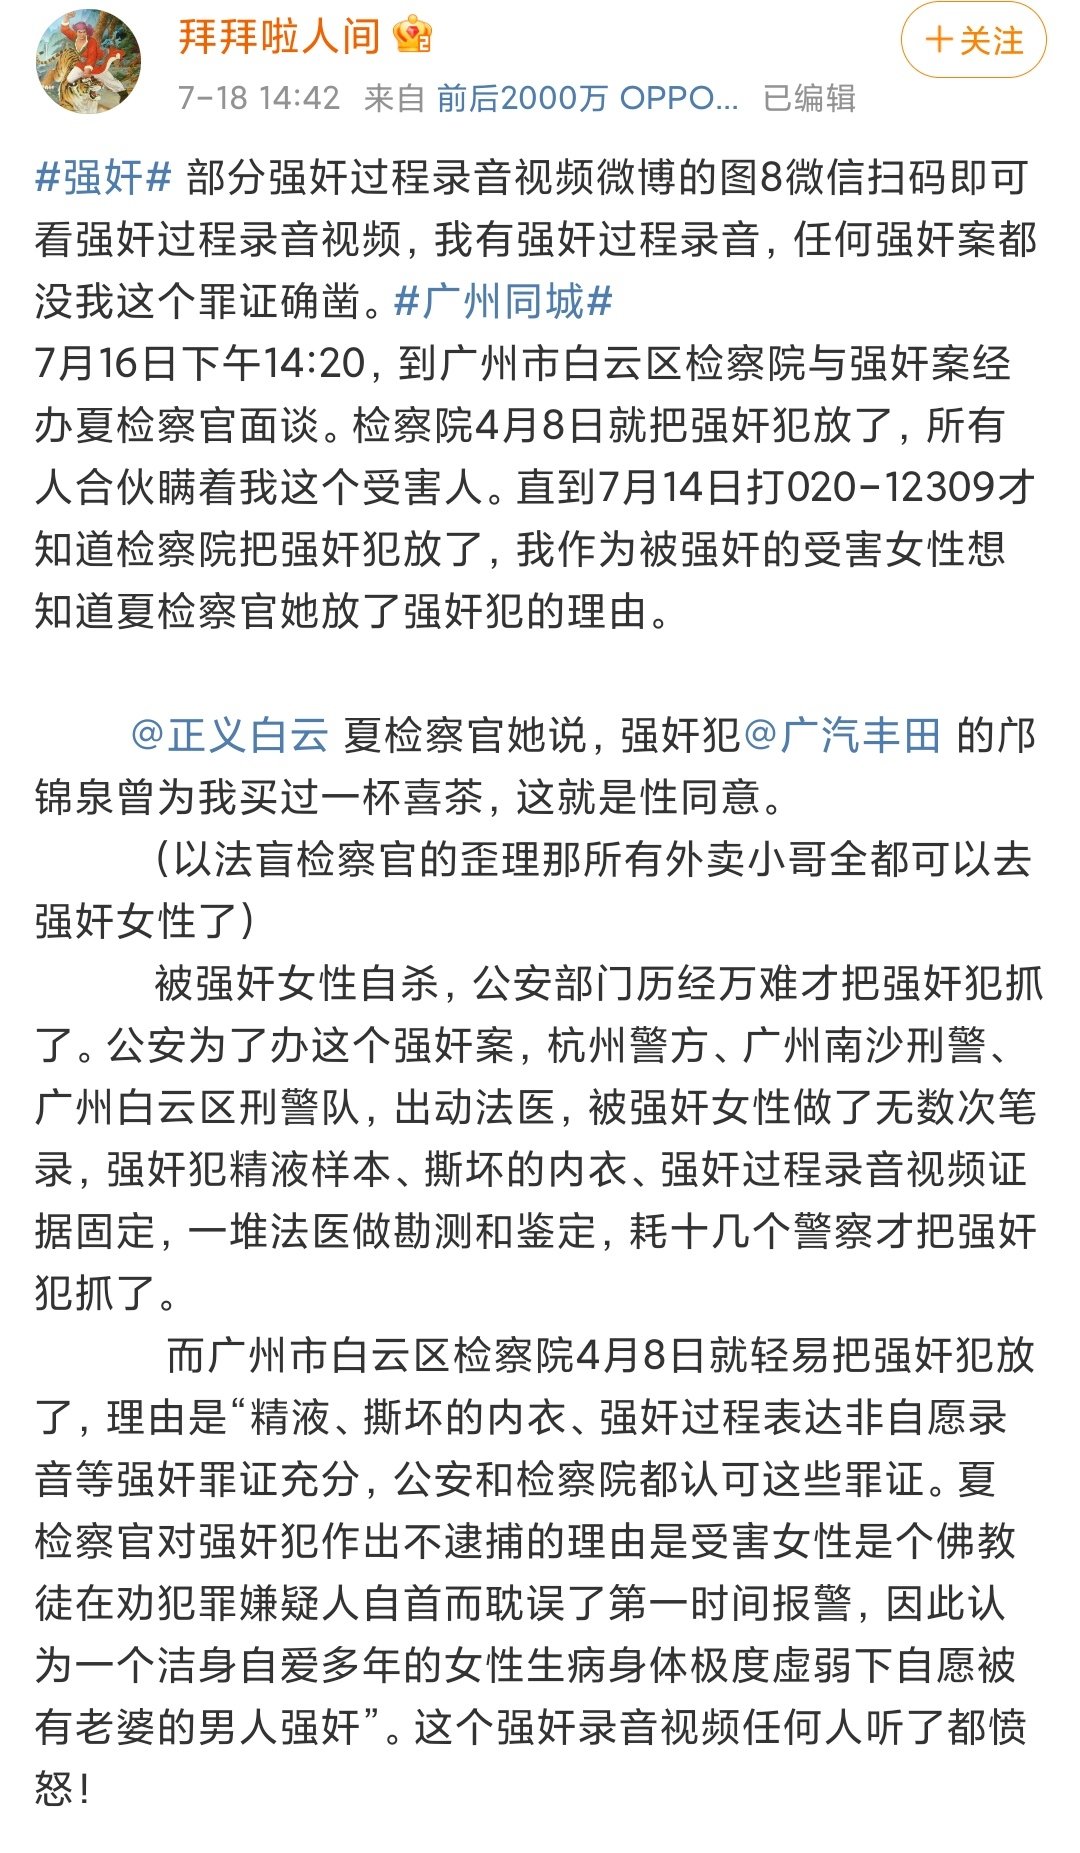 拜拜啦人间
+关注
7-18 14:42 来自 前后2000万 OPPO... 已编辑
#强奸# 部分强奸过程录音视频微博的图8微信扫码即可
看强奸过程录音视频，我有强奸过程录音，任何强奸案都
没我这个罪证确凿。#广州同城#
7月16日下午14:20，到广州市白云区检察院与强奸案经
办夏检察官面谈。检察院4月8日就把强奸犯放了，所有
人合伙瞒着我这个受害人。直到7月14日打020-12309才
知道检察院把强奸犯放了，我作为被强奸的受害女性想
知道夏检察官她放了强奸犯的理由。
@正义白云 夏检察官她说，强奸犯@广汽丰田 的邝
锦泉曾为我买过一杯喜茶，这就是性同意。
（以法盲检察官的歪理那所有外卖小哥全都可以去
强奸女性了）
被强奸女性自杀，公安部门历经万难才把强奸犯抓
了。公安为了办这个强奸案，杭州警方、广州南沙刑警、
广州白云区刑警队，出动法医，被强奸女性做了无数次笔
录，强奸犯精液样本、撕坏的内衣、强奸过程录音视频证
据固定，一堆法医做勘测和鉴定，耗十几个警察才把强奸
犯抓了。
而广州市白云区检察院4月8日就轻易把强奸犯放
了，理由是“精液、撕坏的内衣、强奸过程表达非自愿录
音等强奸罪证充分，公安和检察院都认可这些罪证。夏
检察官对强奸犯作出不逮捕的理由是受害女性是个佛教
徒在劝犯罪嫌疑人自首而耽误了第一时间报警，因此认
为一个洁身自爱多年的女性生病身体极度虚弱下自愿被
有老婆的男人强奸”。这个强奸录音视频任何人听了都愤
怒！